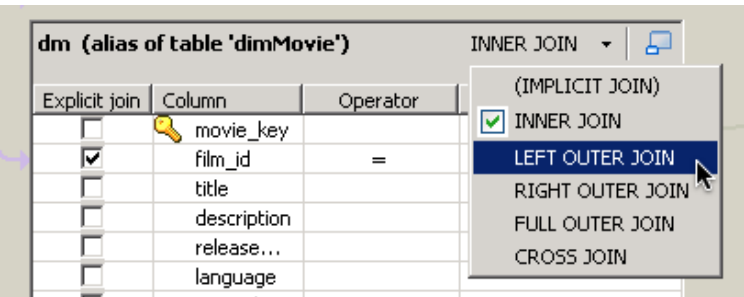 dm (alias of table 'dimMovie') INNER JOIN
(IMPLICIT JOIN)
Explicit join Column Operator
INNER JOIN
movie_key
film_id =
LEFT OUTER JOIN
title
RIGHT OUTER JOIN
description
FULL OUTER JOIN
release...
CROSS JOIN
language